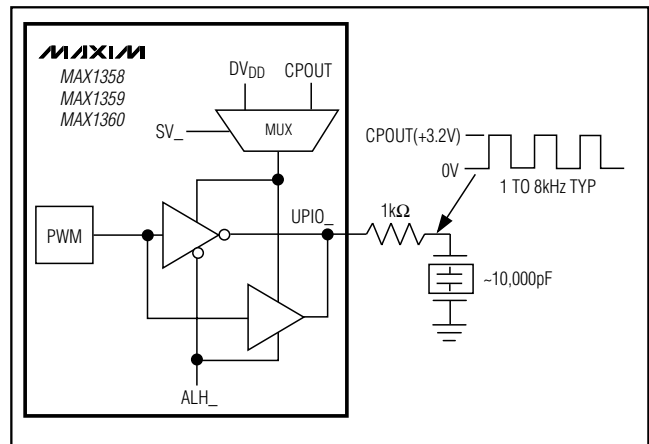 MAXIM
MAX1358
MAX1359
MAX1360
DVDD
CPOUT
SV_
MUX
CPOUT(+3.2V)
0V
1 TO 8kHz TYP
PWM
UPIO_
1kΩ
~10,000pF
ALH_